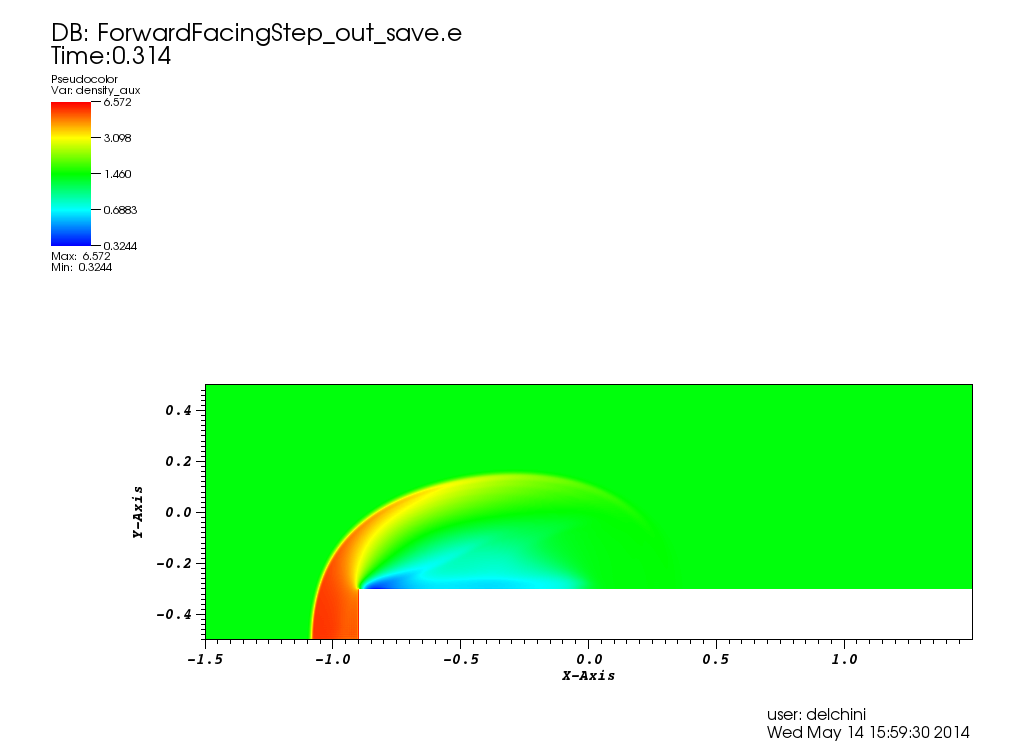 DB: ForwardFacingStep_out_save.e
Time:0.314
Pseudocolor
Var: density_aux
6.572
3.098
1.460
0.6883
0.3244
Max: 6.572
Min: 0.3244
0.4
0.2
0.0
-0.2
-0.4
Y-Axis
-1.5 -1.0 -0.5 0.0 0.5 1.0
X-Axis
user: delchini
Wed May 14 15:59:30 2014